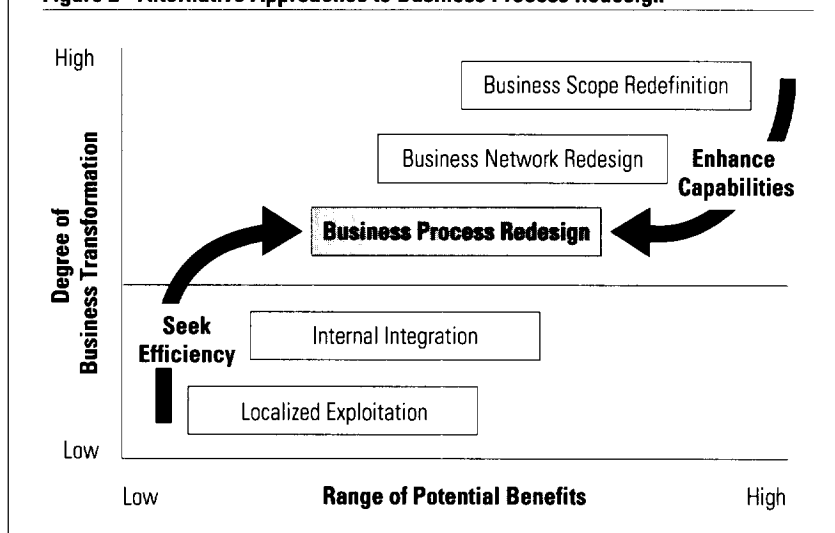 Figure 2 Alternative Approaches to Business Process Redesign
High
Business Scope Redefinition
Business Network Redesign
Enhance
Capabilities
Business Process Redesign
Degree of
Business Transformation
Seek
Efficiency
Internal Integration
Localized Exploitation
Low
Low
Range of Potential Benefits
High